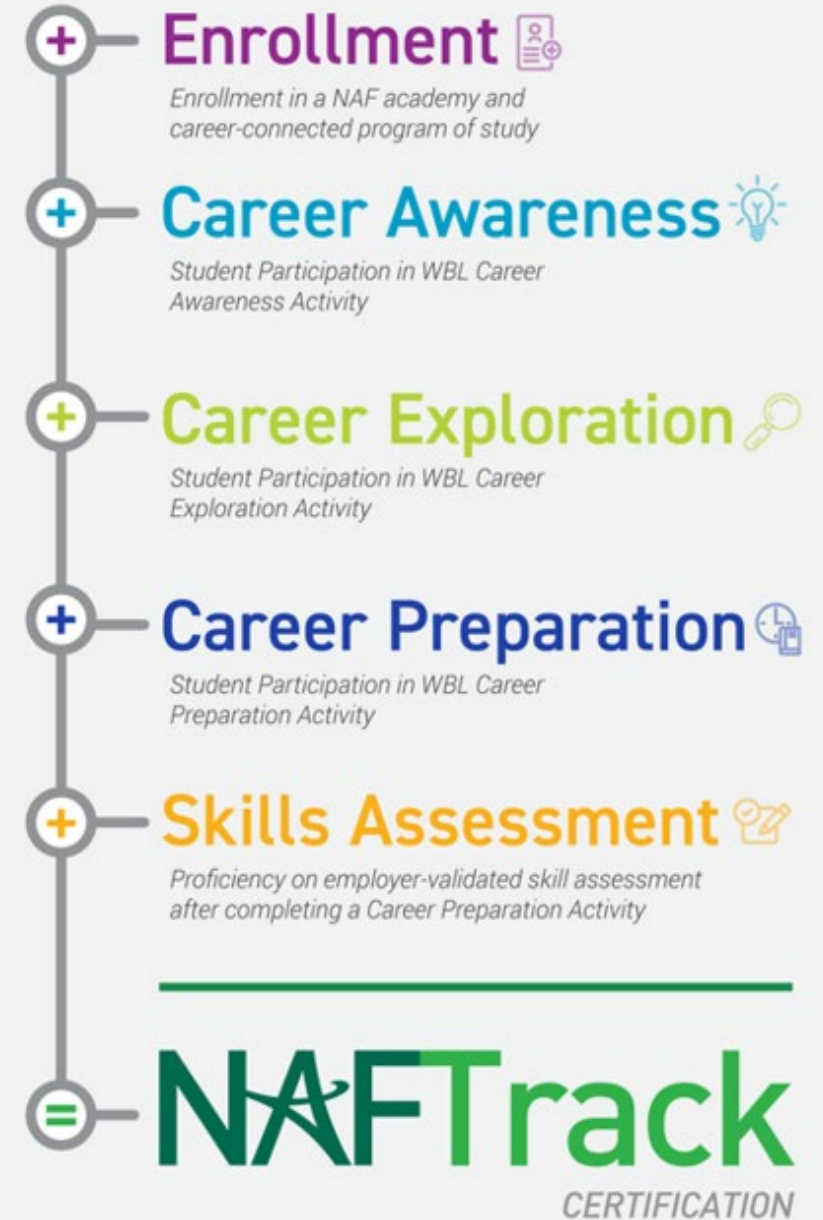 + Enrollment
Enrollment in a NAF academy and
career-connected program of study
+ Career Awareness
Student Participation in WBL Career
Awareness Activity
+ Career Exploration
Student Participation in WBL Career
Exploration Activity
+ Career Preparation
Student Participation in WBL Career
Preparation Activity
+ Skills Assessment
Proficiency on employer-validated skill assessment
after completing a Career Preparation Activity
= NAFTrack
CERTIFICATION